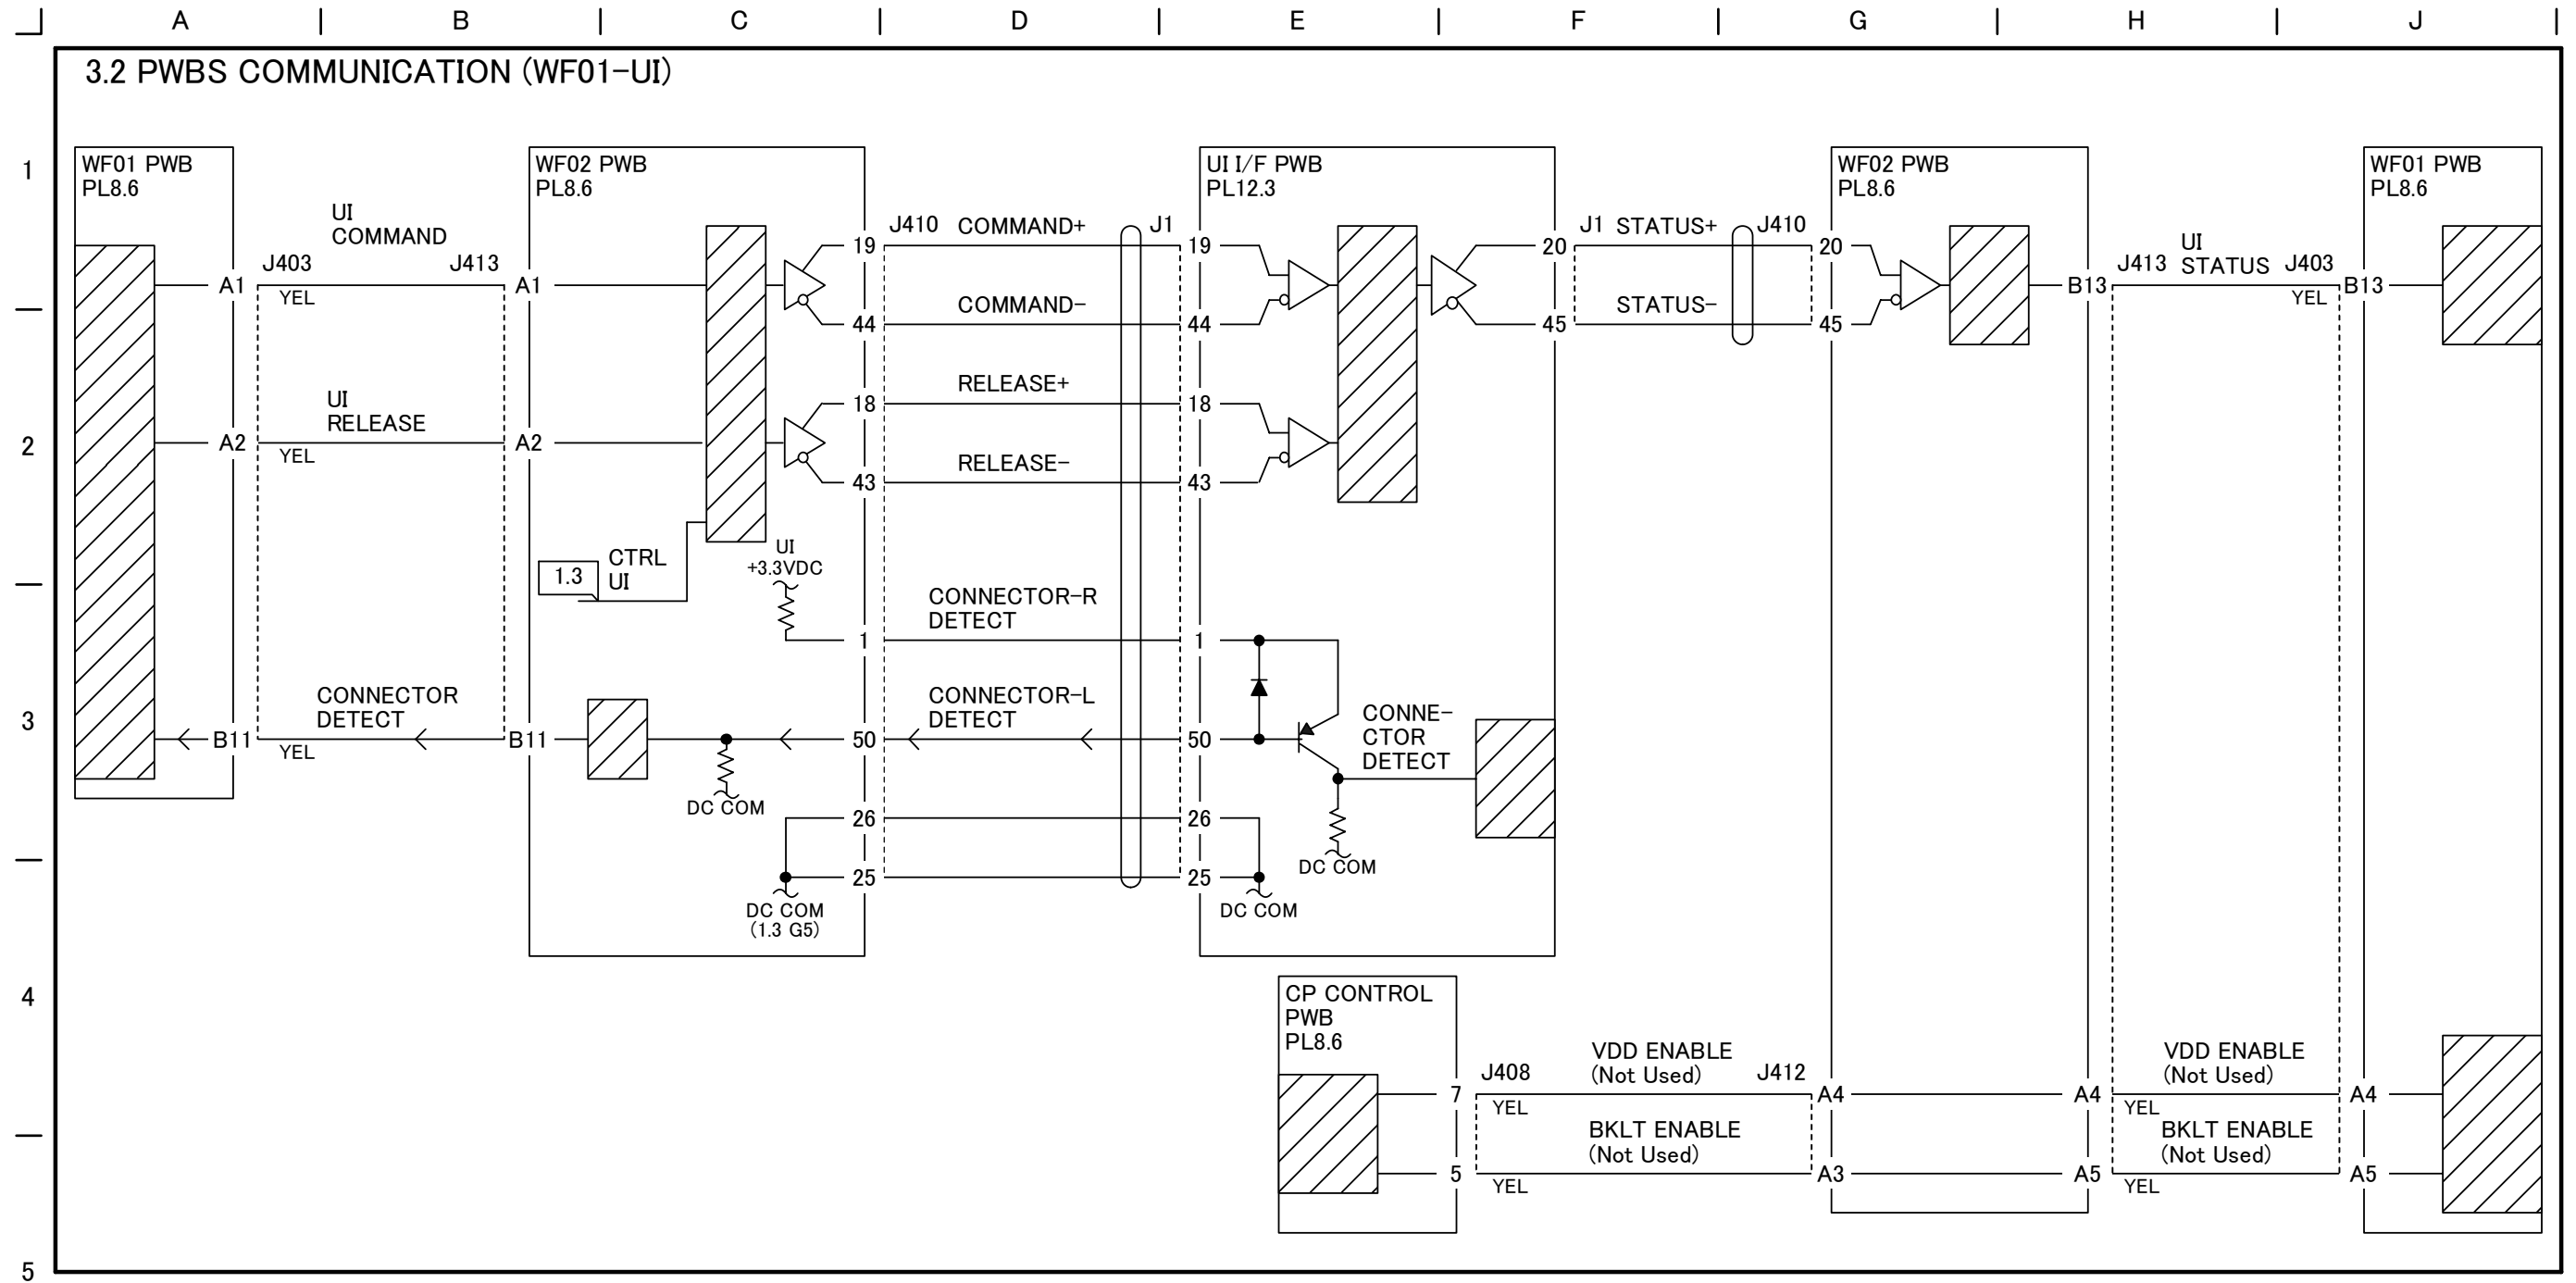 A B C D E F G H J
3.2 PWBS COMMUNICATION (WF01-UI)
1
2
3
4
5
WF01 PWB
PL8.6
A1
A2
B11
UI
COMMAND
J403 J413
YEL
UI
RELEASE
YEL
CONNECTOR
DETECT
YEL
WF02 PWB
PL8.6
A1
A2
B11
1.3
CTRL
UI
UI
+3.3VDC
DC COM
DC COM
(1.3 G5)
19
44
18
43
1
50
26
25
J410 COMMAND+ J1
COMMAND-
RELEASE+
RELEASE-
CONNECTOR-R
DETECT
CONNECTOR-L
DETECT
UI I/F PWB
PL12.3
19
44
18
43
1
50
26
25
CONNE-
CTOR
DETECT
DC COM
DC COM
20
45
J1 STATUS+ J410
STATUS-
WF02 PWB
PL8.6
20
45
B13
J413 UI
STATUS J403
YEL
WF01 PWB
PL8.6
B13
CP CONTROL
PWB
PL8.6
7
5
J408 VDD ENABLE
(Not Used) J412
YEL
BKLT ENABLE
(Not Used)
YEL
A4
A3
A4
A5
VDD ENABLE
(Not Used)
YEL
BKLT ENABLE
(Not Used)
YEL
A4
A5